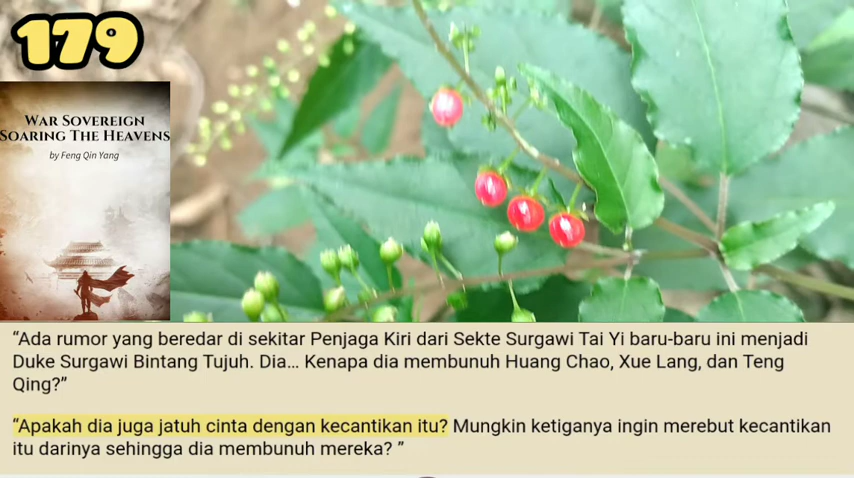 179
WAR SOVEREIGN
SOARING THE HEAVENS
by Feng Qin Yang
“Ada rumor yang beredar di sekitar Penjaga Kiri dari Sekte Surgawi Tai Yi baru-baru ini menjadi
Duke Surgawi Bintang Tujuh. Dia... Kenapa dia membunuh Huang Chao, Xue Lang, dan Teng
Qing?”
“Apakah dia juga jatuh cinta dengan kecantikan itu? Mungkin ketiganya ingin merebut kecantikan
itu darinya sehingga dia membunuh mereka? ”